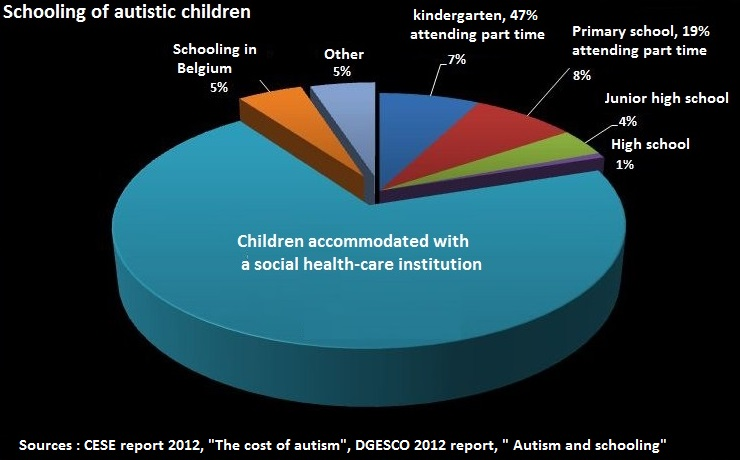 Schooling of autistic children
kindergarten, 47%
attending part time
7%
Primary school, 19%
attending part time
8%
Schooling in
Belgium
5%
Other
5%
Junior high school
4%
High school
1%
Children accommodated with
a social health-care institution
Sources : CESE report 2012, "The cost of autism", DGESCO 2012 report, " Autism and schooling"